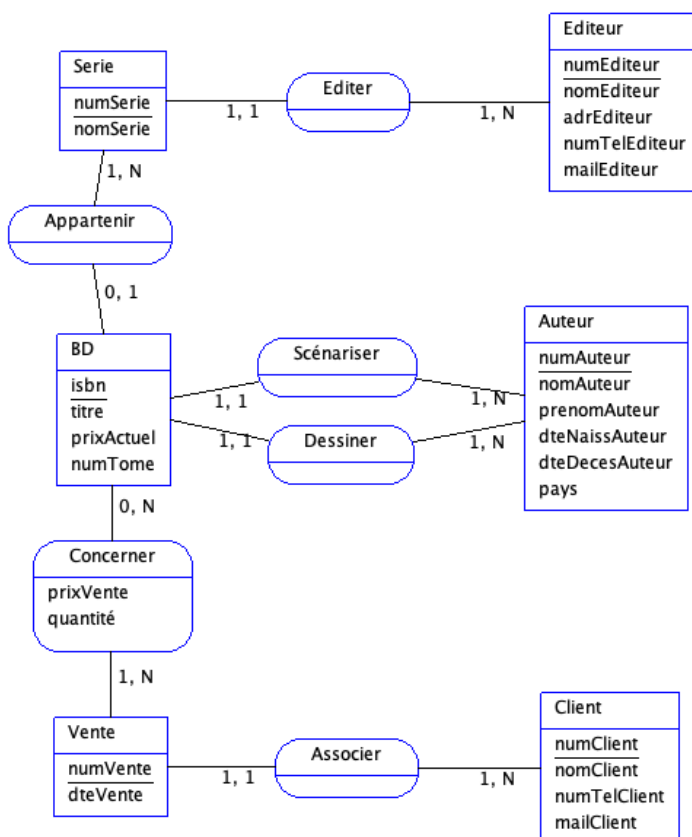 Editeur
numEditeur
nomEditeur
adrEditeur
numTelEditeur
mailEditeur
Serie
numSerie
nomSerie
1, 1
Editer
1, N
1, N
Appartenir
0, 1
BD
isbn
titre
prixActuel
numTome
Scénariser
1, 1
1, N
Dessiner
1, 1
1, N
Auteur
numAuteur
nomAuteur
prenomAuteur
dteNaissAuteur
dteDecesAuteur
pays
0, N
Concerner
prixVente
quantité
1, N
Vente
numVente
dteVente
1, 1
Associer
1, N
Client
numClient
nomClient
numTelClient
mailClient